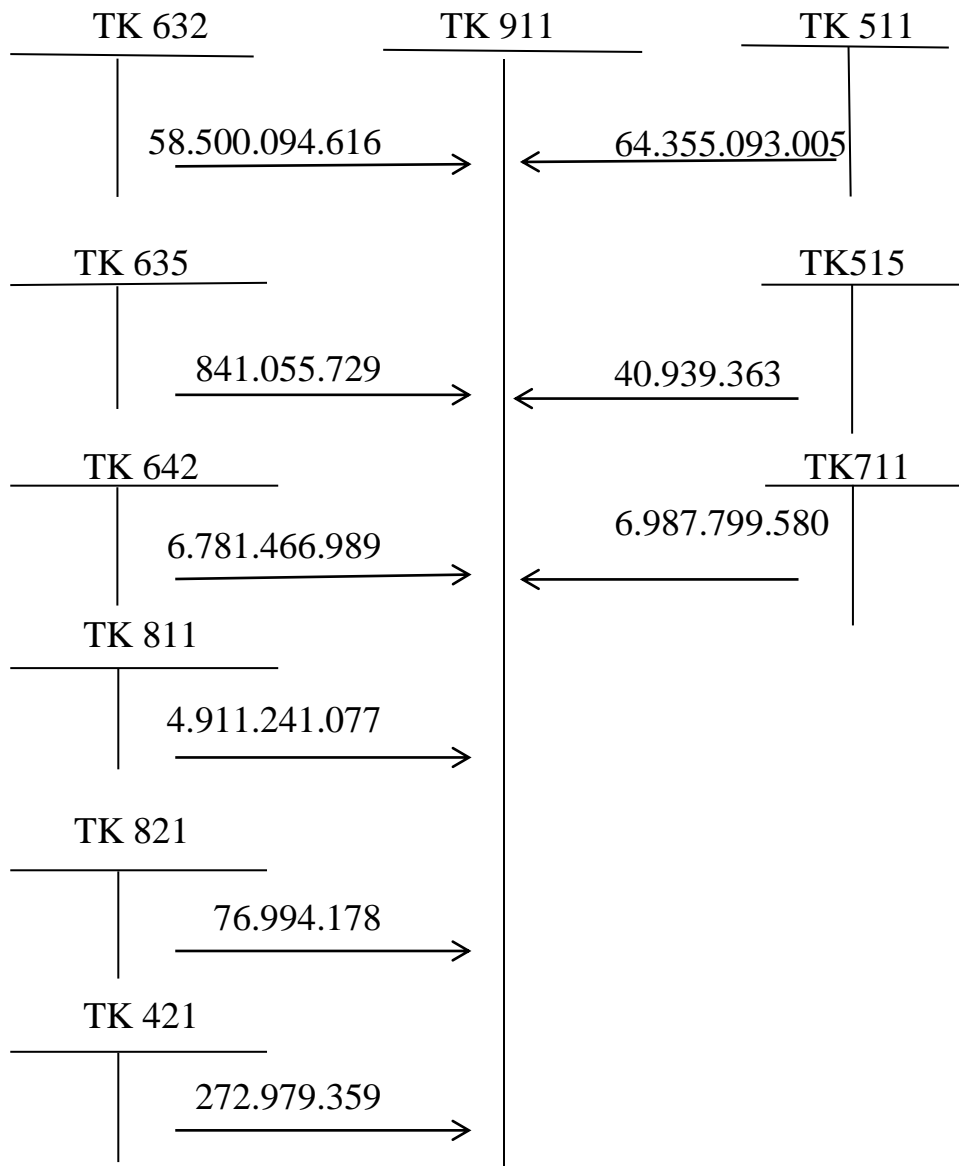 TK 632 TK 911 TK 511
58.500.094.616 64.355.093.005
TK 635 TK515
841.055.729 40.939.363
TK 642 TK711
6.781.466.989 6.987.799.580
TK 811
4.911.241.077
TK 821
76.994.178
TK 421
272.979.359